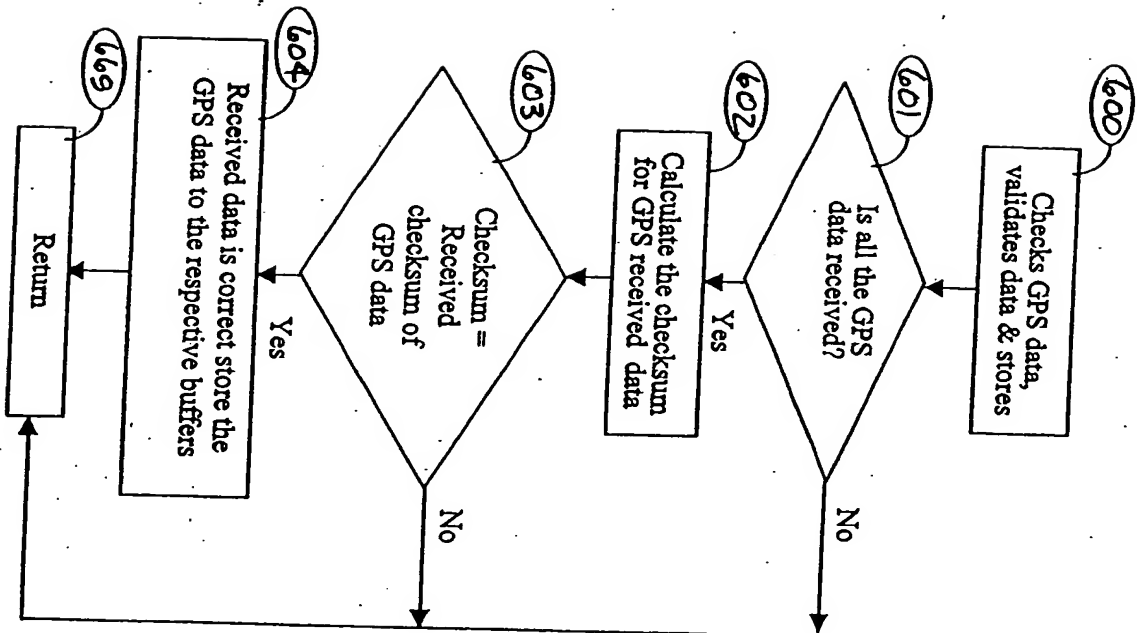 600
Checks GPS data,
validates data & stores
601
Is all the GPS
data received?
No
Yes
602
Calculate the checksum
for GPS received data
603
Checksum =
Received
checksum of
GPS data
No
Yes
604
Received data is correct store the
GPS data to the respective buffers
669
Return